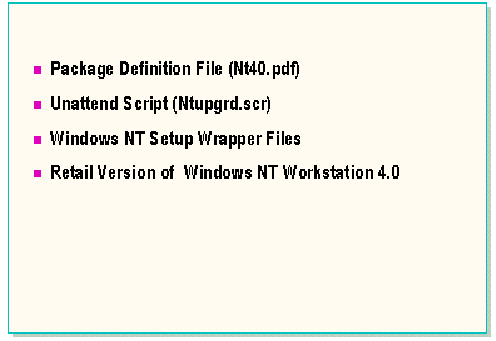 Package Definition File (Nt40.pdf)
Unattend Script (Ntupgrd.scr)
Windows NT Setup Wrapper Files
Retail Version of Windows NT Workstation 4.0